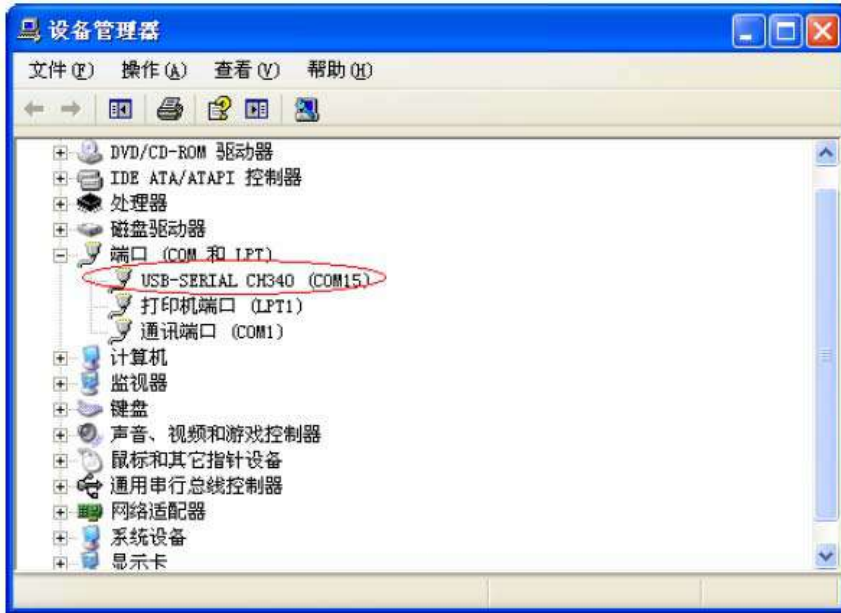 设备管理器
文件(F) 操作(A) 查看(V) 帮助(H)
DVD/CD-ROM 驱动器
IDE ATA/ATAPI 控制器
处理器
磁盘驱动器
端口 (COM 和 LPT)
USB-SERIAL CH340 (COM15)
打印机端口 (LPT1)
通讯端口 (COM1)
计算机
监视器
键盘
声音、视频和游戏控制器
鼠标和其它指针设备
通用串行总线控制器
网络适配器
系统设备
显示卡